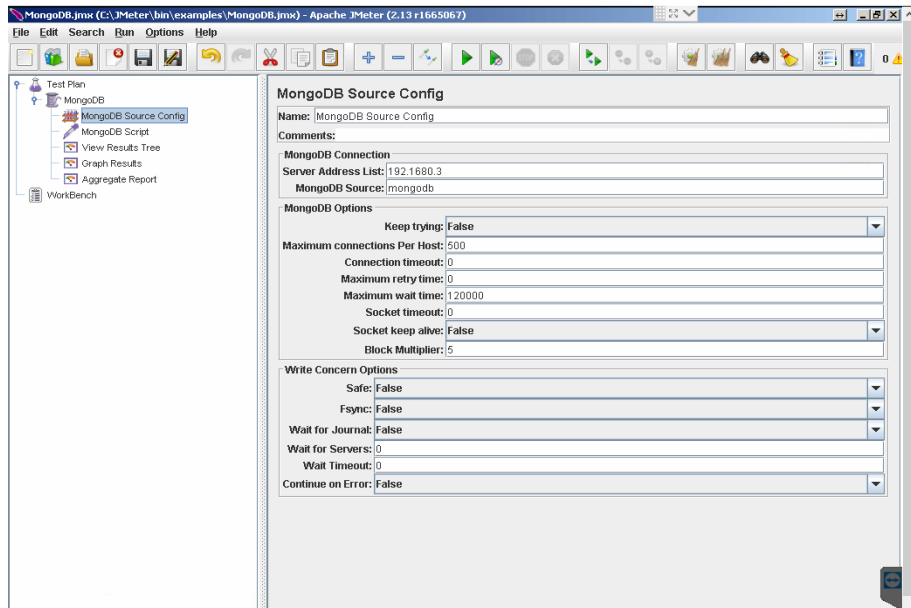 MongoDB.jmx (C:\JMeter\bin\examples\MongoDB.jmx) - Apache JMeter (2.13 r1665067)
File Edit Search Run Options Help
0
Test Plan
MongoDB
MongoDB Source Config
MongoDB Script
View Results Tree
Graph Results
Aggregate Report
WorkBench
MongoDB Source Config
Name: MongoDB Source Config
Comments:
MongoDB Connection
Server Address List: 192.1680.3
MongoDB Source: mongodb
MongoDB Options
Keep trying: False
Maximum connections Per Host: 500
Connection timeout: 0
Maximum retry time: 0
Maximum wait time: 120000
Socket timeout: 0
Socket keep alive: False
Block Multiplier: 5
Write Concern Options
Safe: False
Fsync: False
Wait for Journal: False
Wait for Servers: 0
Wait Timeout: 0
Continue on Error: False